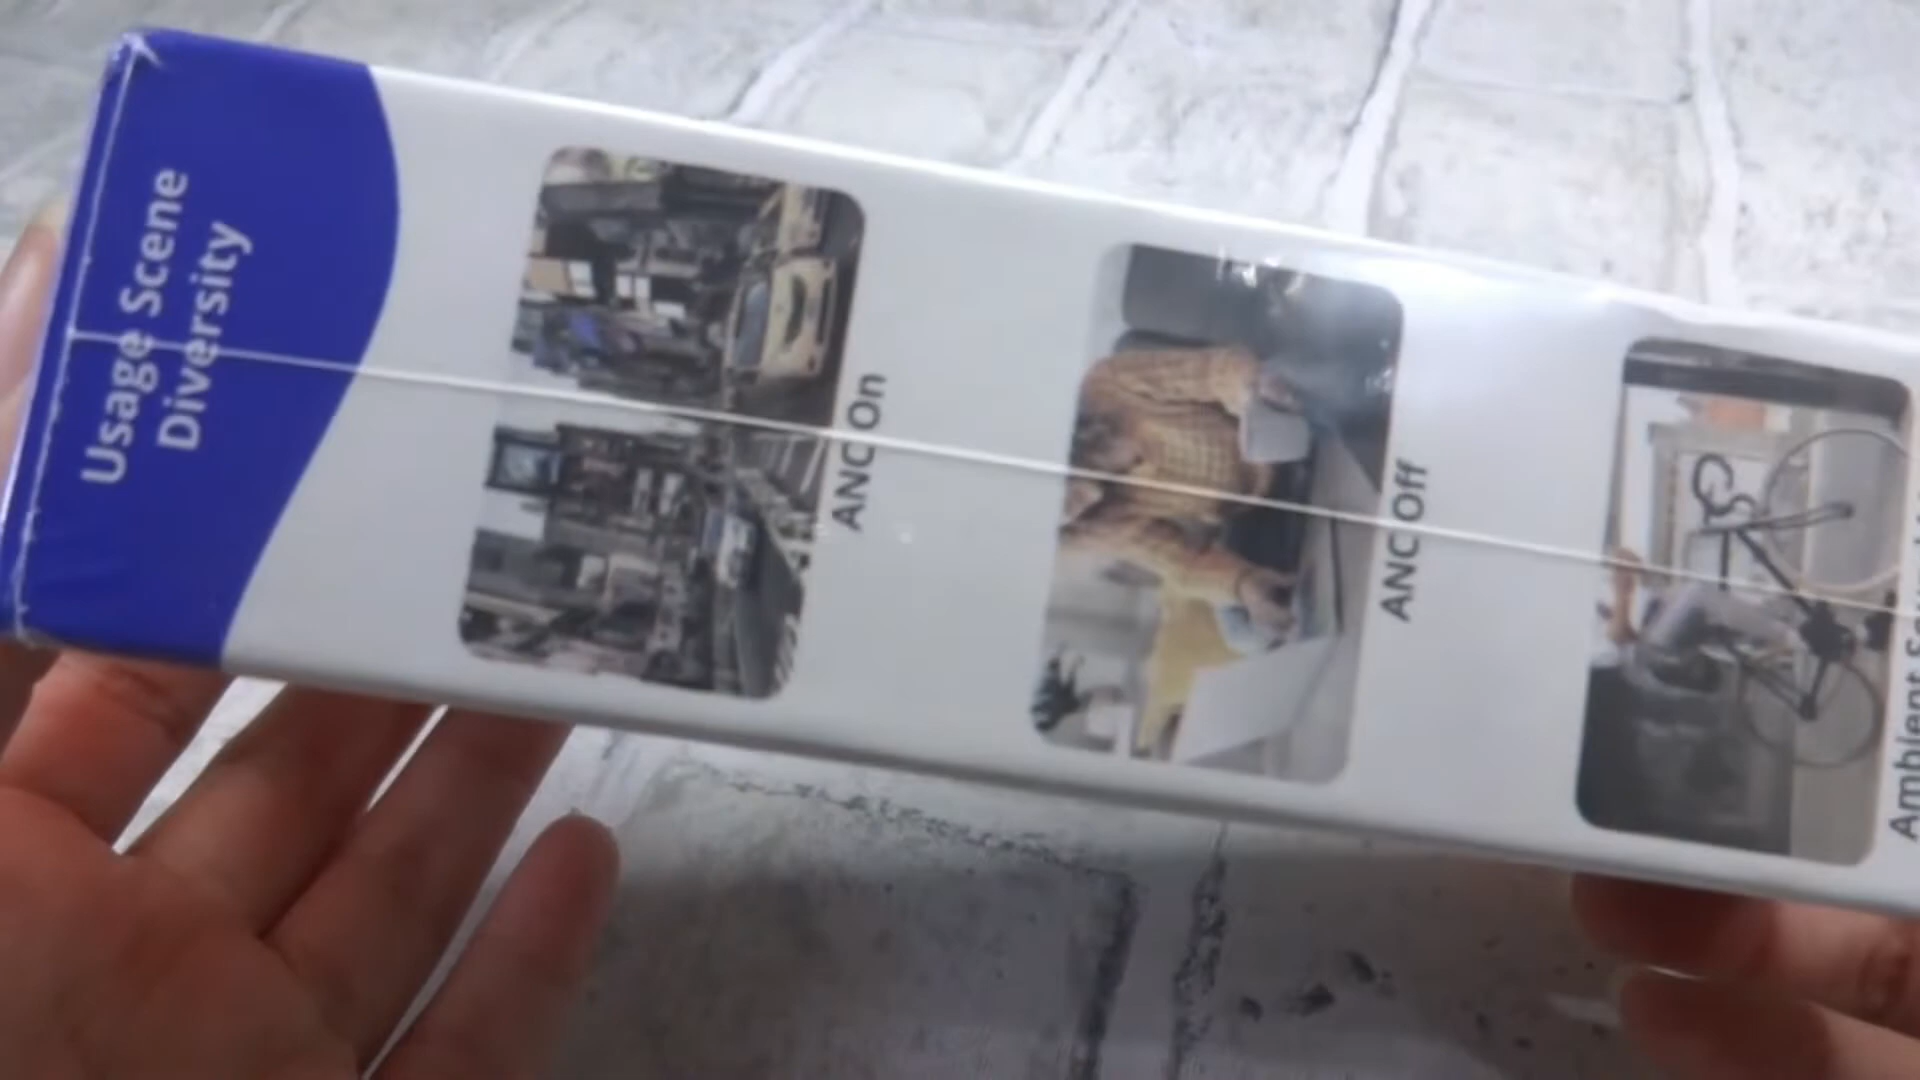 Usage Scene
Diversity
ANC On
ANC Off
Ambient